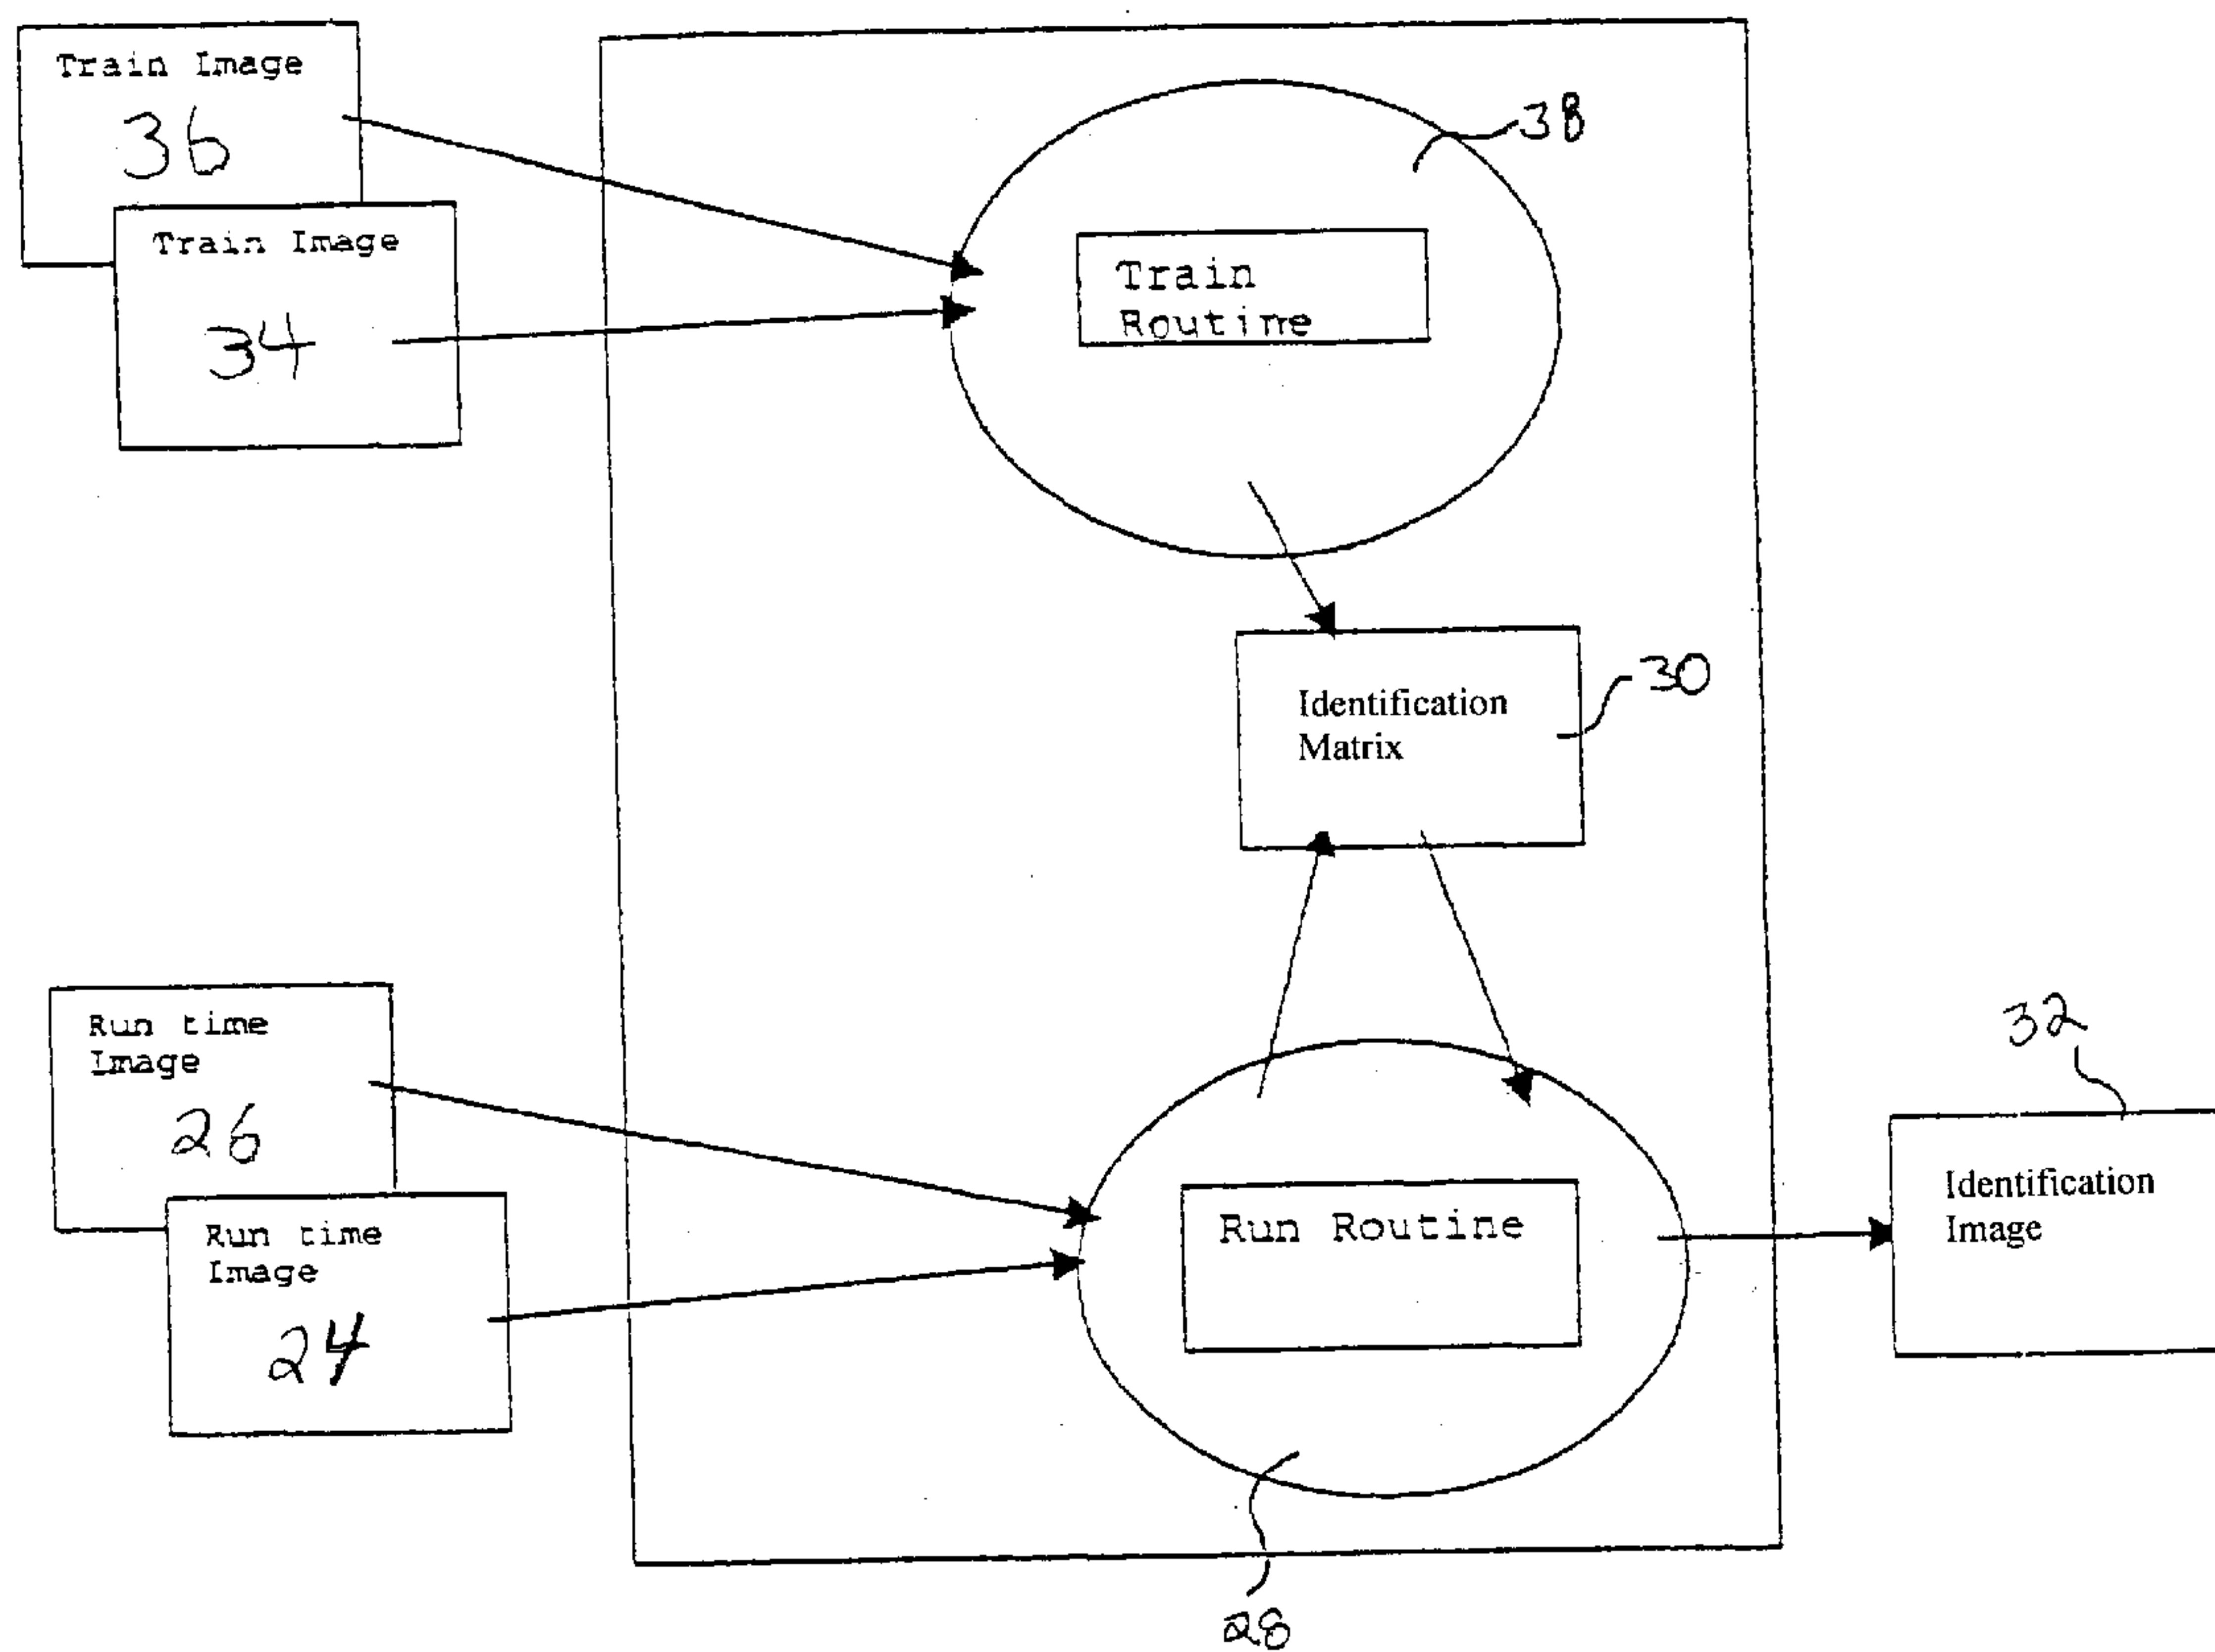 Train Image
36
Train Image
34
38
Train
Routine
Identification
Matrix
30
Run time
Image
26
Run time
Image
24
Run Routine
32
Identification
Image
28